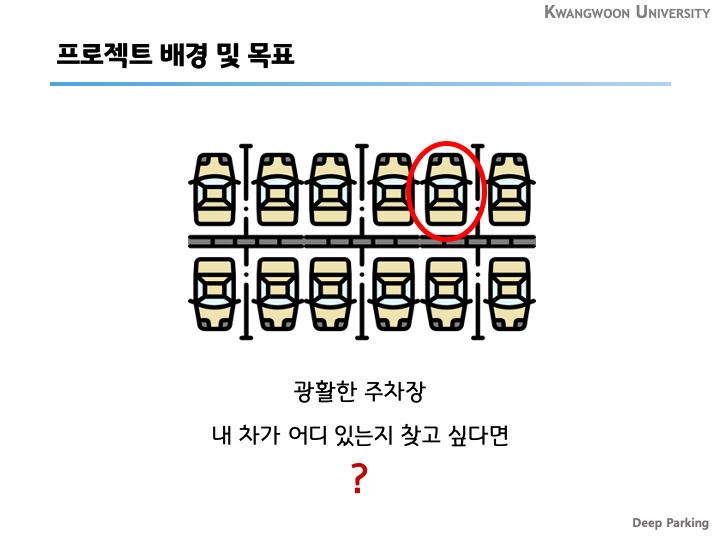 KWANGWOON UNIVERSITY
프로젝트 배경 및 목표
광활한 주차장
내 차가 어디 있는지 찾고 싶다면
?
Deep Parking